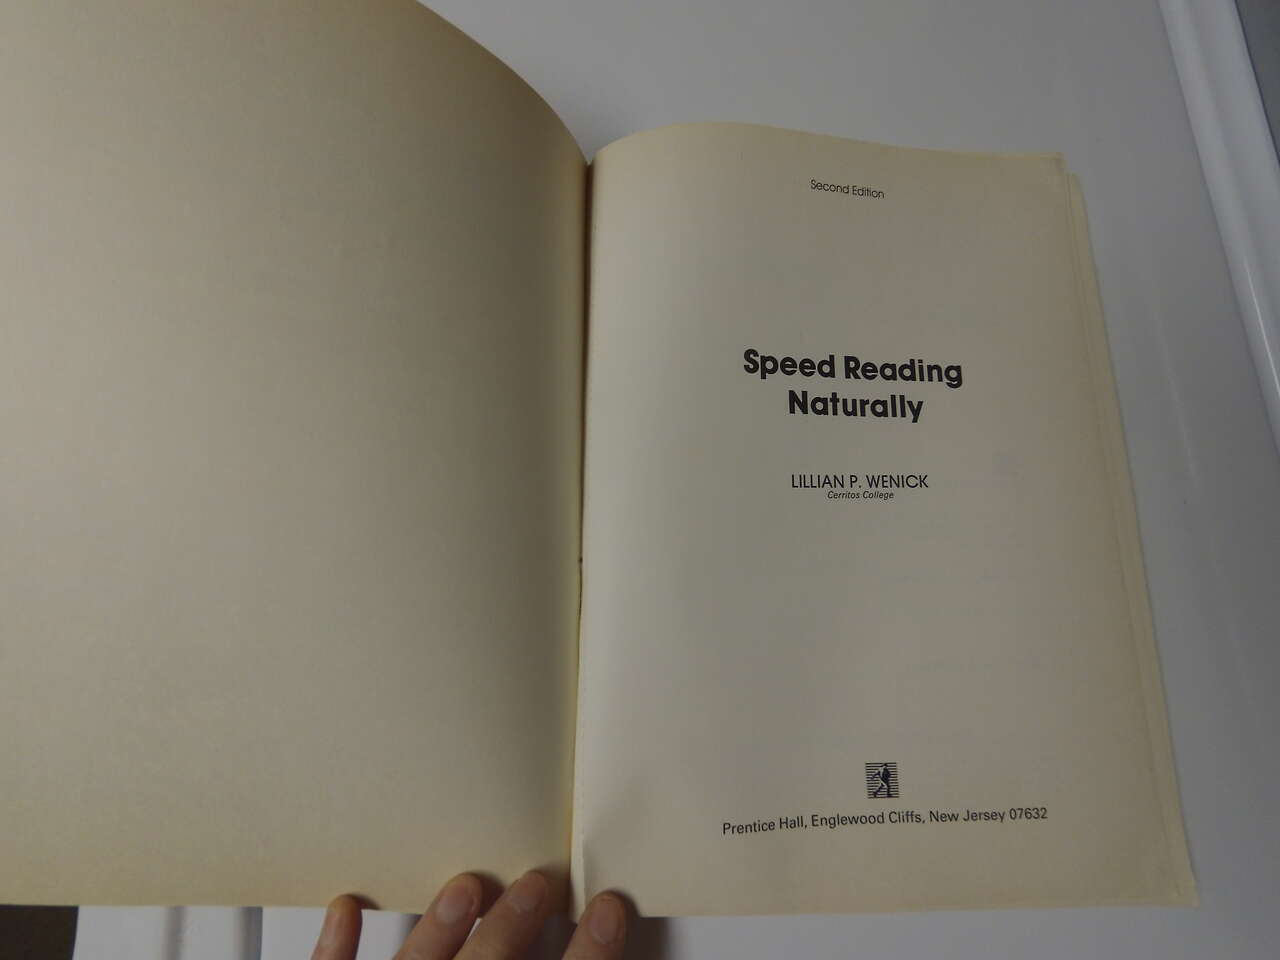 Second Edition
Speed Reading
Naturally
LILLIAN P. WENICK
Cerritos College
Prentice Hall, Englewood Cliffs, New Jersey 07632